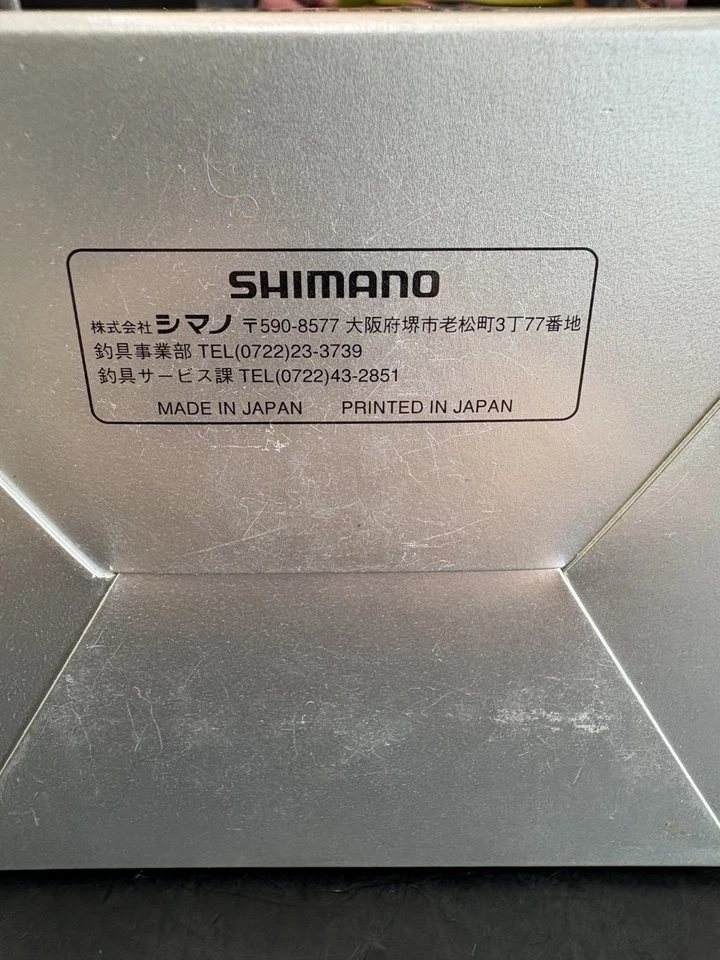 SHIMANO
株式会社シマノ 〒590-8577 大阪府堺市老松町3丁77番地
釣具事業部 TEL(0722)23-3739
釣具サービス課 TEL(0722)43-2851
MADE IN JAPAN PRINTED IN JAPAN